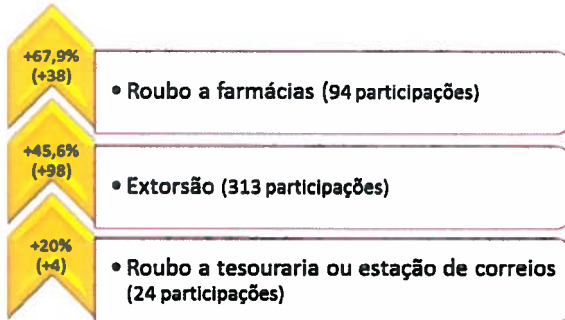 +67,9%
(+38)
• Roubo a farmácias (94 participações)
+45,6%
(+98)
• Extorsão (313 participações)
+20%
(+4)
• Roubo a tesouraria ou estação de correios
(24 participações)